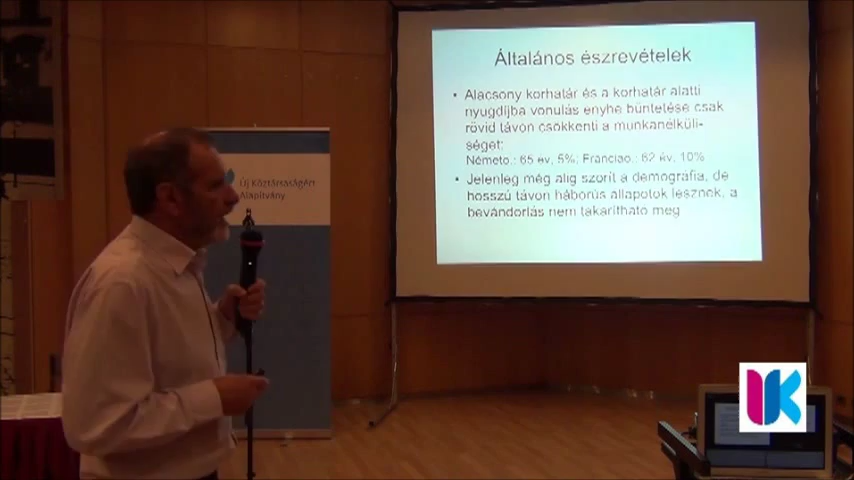 Általános észrevételek
• Alacsony korhatár és a korhatár alatti
nyugdíjba vonulás enyhe büntetése csak
rövid távon csökkenti a munkanélküli-
séget:
Németo.: 65 év, 5%; Franciao.: 62 év, 10%
• Jelenleg még alig szorít a demográfia, de
hosszú távon háborús állapotok lesznek, a
bevándorlás nem takarítható meg
Új Köztársaságért
Alapítvány
UK